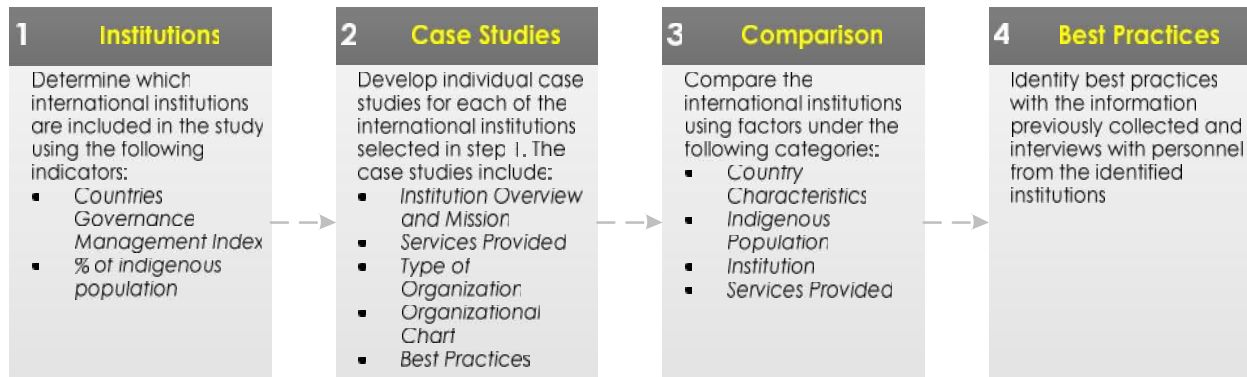 1 Institutions
Determine which
international institutions
are included in the study
using the following
indicators:
▪ Countries
Governance
Management Index
▪ % of indigenous
population
2 Case Studies
Develop individual case
studies for each of the
international institutions
selected in step 1. The
case studies include:
▪ Institution Overview
and Mission
▪ Services Provided
▪ Type of
Organization
▪ Organizational
Chart
▪ Best Practices
3 Comparison
Compare the
international institutions
using factors under the
following categories:
▪ Country
Characteristics
▪ Indigenous
Population
▪ Institution
▪ Services Provided
4 Best Practices
Identify best practices
with the information
previously collected and
interviews with personnel
from the identified
institutions